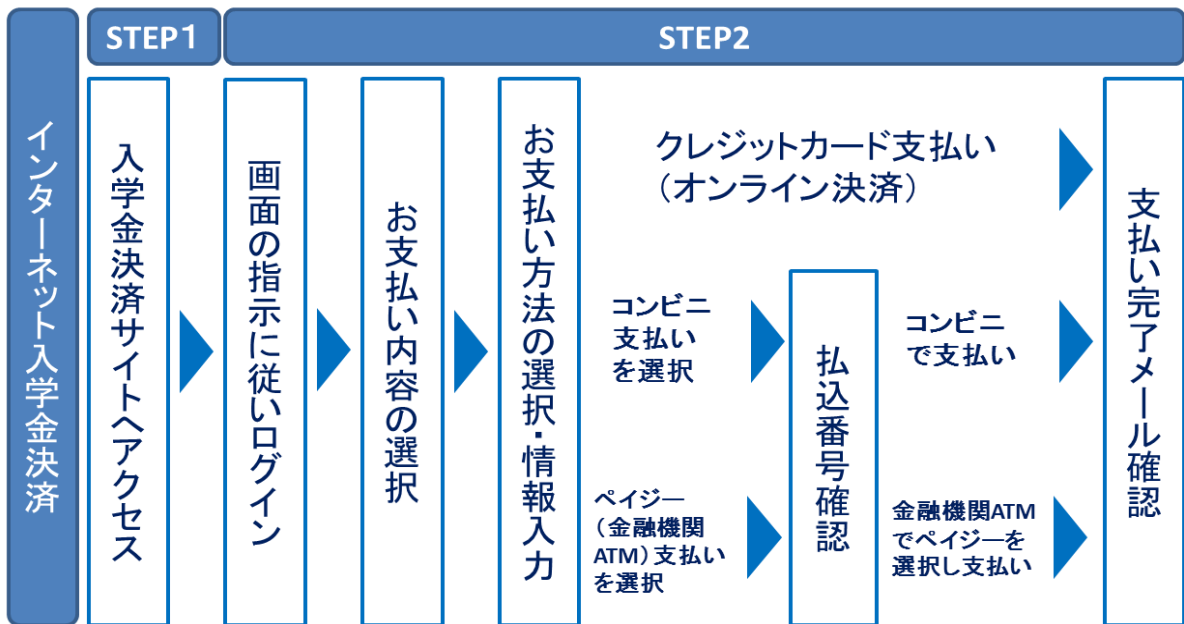 STEP1
STEP2
インターネット入学金決済
入学金決済サイトへアクセス
画面の指示に従いログイン
お支払い内容の選択
お支払い方法の選択・情報入力
クレジットカード支払い
（オンライン決済）
コンビニ
支払い
を選択
ペイジー
（金融機関
ATM）支払い
を選択
払込番号確認
コンビニ
で支払い
金融機関ATM
でペイジーを
選択し支払い
支払い完了メール確認